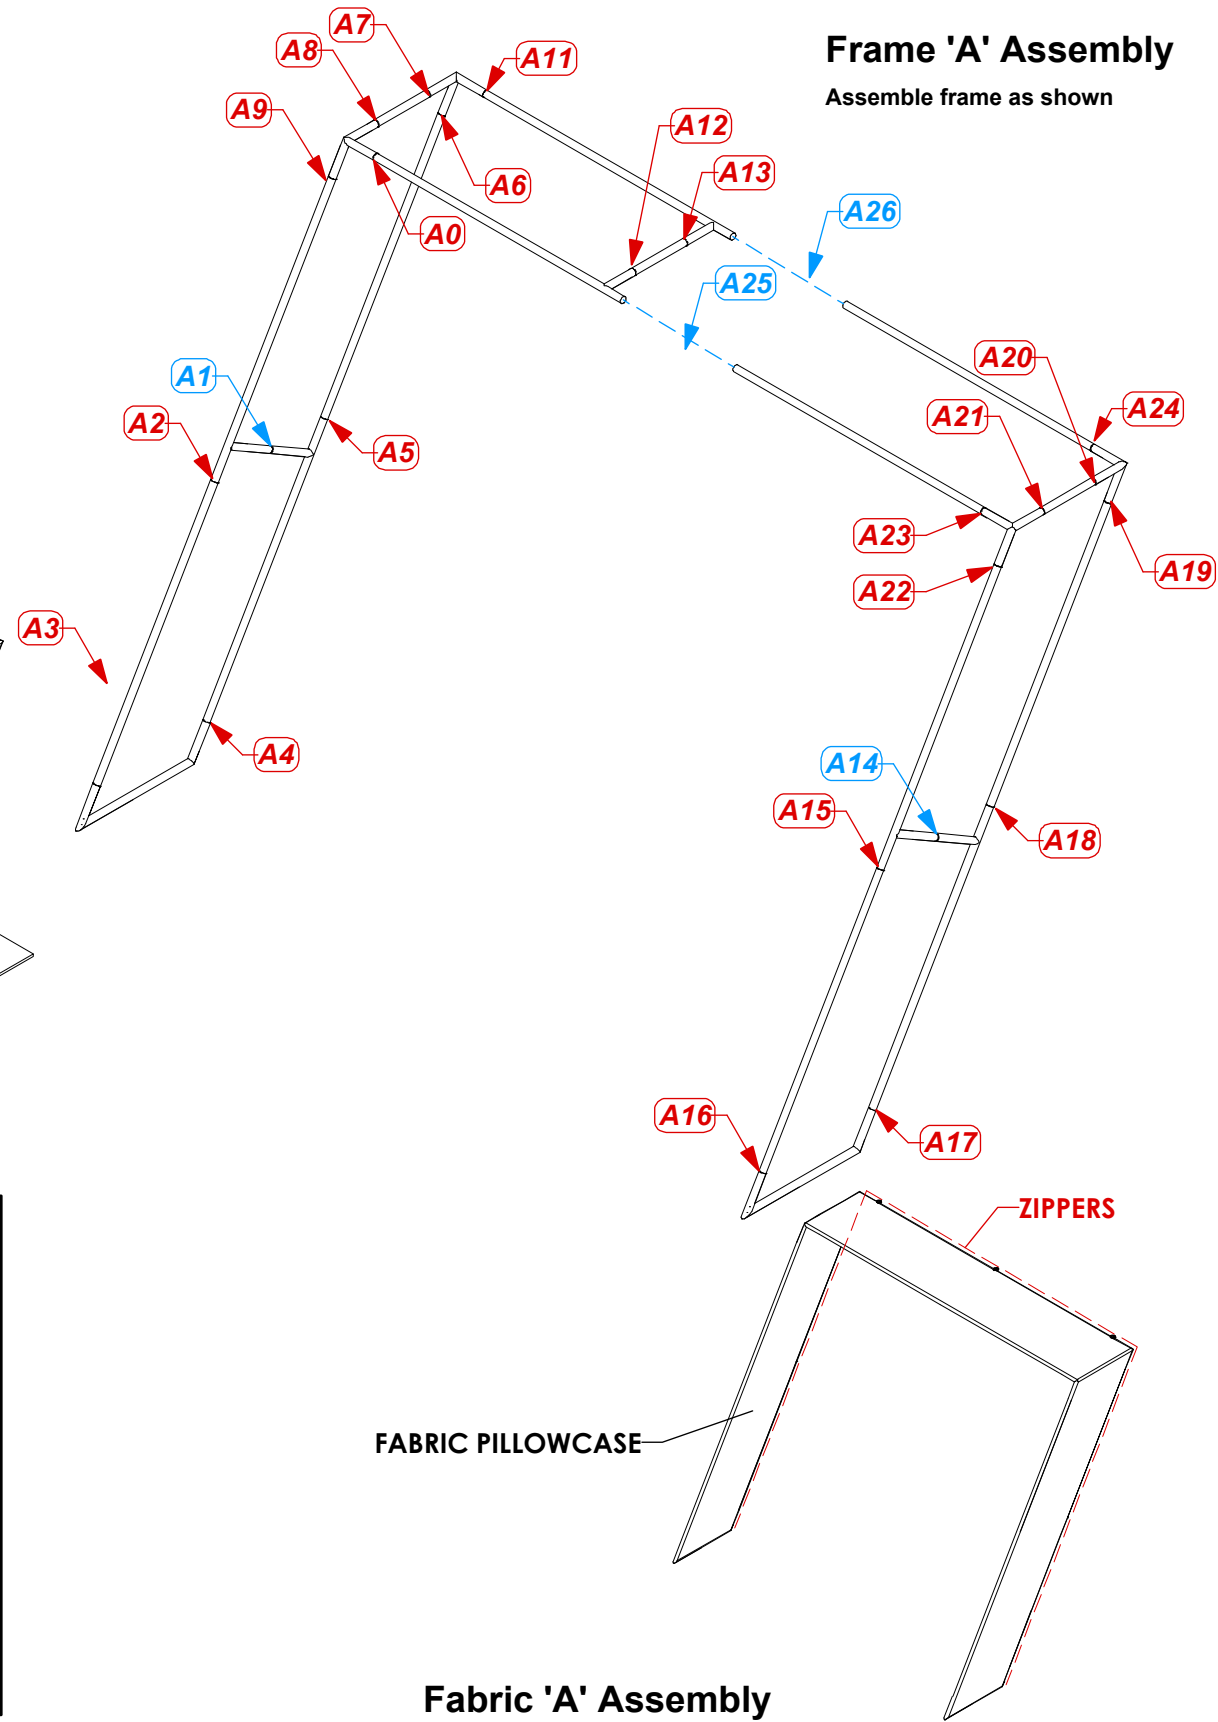 Frame 'A' Assembly
Assemble frame as shown
A7
A8
A11
A9
A12
A13
A6
A0
A26
A25
A20
A1
A24
A21
A2
A5
A23
A19
A22
A3
A4
A14
A15
A18
A16
A17
ZIPPERS
FABRIC PILLOWCASE
Fabric 'A' Assembly